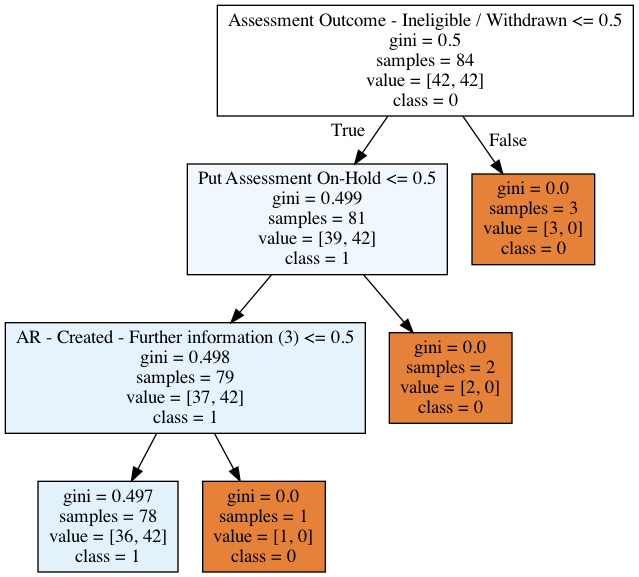 Assessment Outcome - Ineligible / Withdrawn <= 0.5
gini = 0.5
samples = 84
value = [42, 42]
class = 0
True
False
Put Assessment On-Hold <= 0.5
gini = 0.499
samples = 81
value = [39, 42]
class = 1
gini = 0.0
samples = 3
value = [3, 0]
class = 0
AR - Created - Further information (3) <= 0.5
gini = 0.498
samples = 79
value = [37, 42]
class = 1
gini = 0.0
samples = 2
value = [2, 0]
class = 0
gini = 0.497
samples = 78
value = [36, 42]
class = 1
gini = 0.0
samples = 1
value = [1, 0]
class = 0